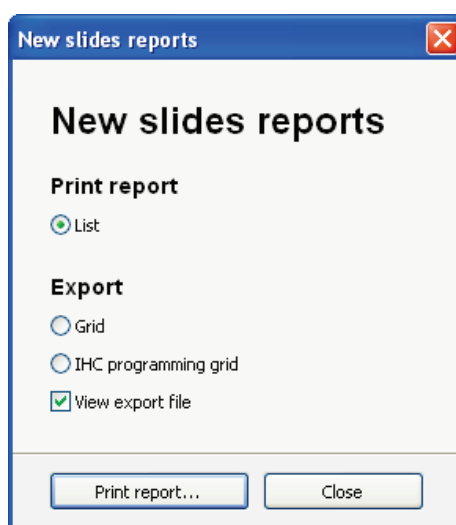 New slides reports
New slides reports
Print report
List
Export
Grid
IHC programming grid
View export file
Print report...
Close